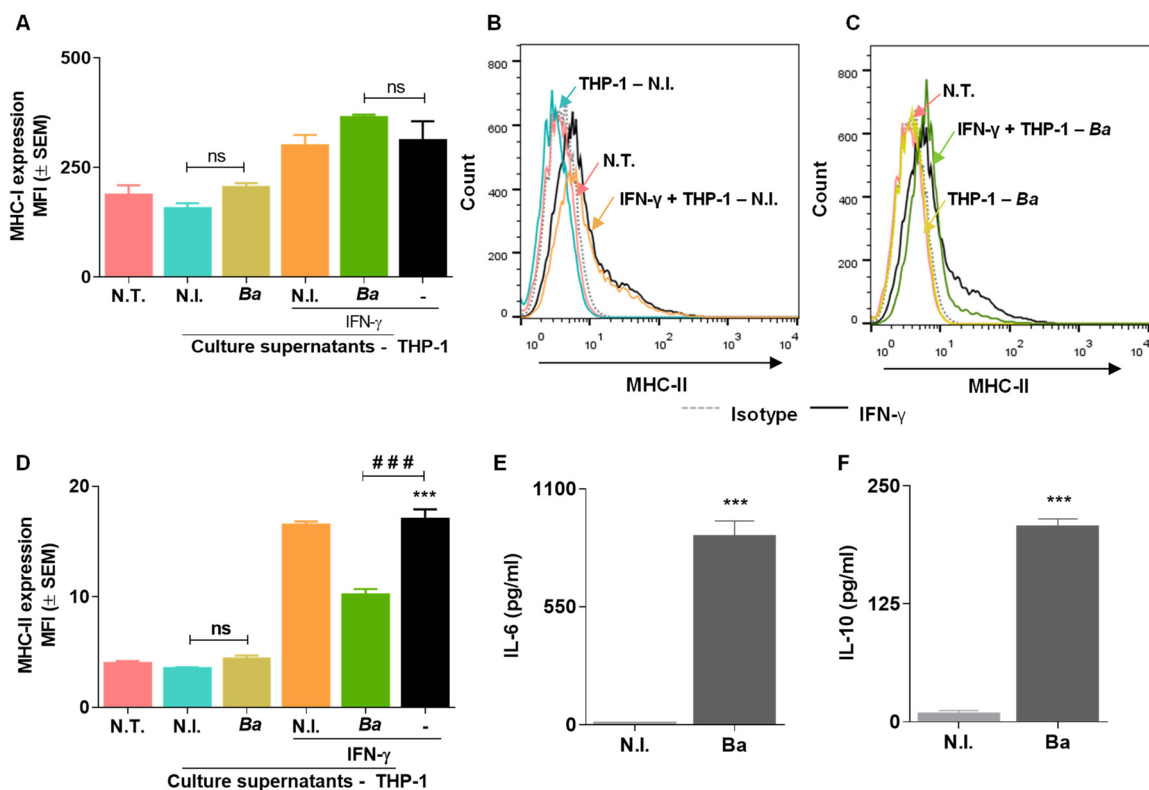 A
MHC-I expression
MFI (± SEM)
500
250
0
ns
ns
N.T.
N.I.
Ba
N.I.
Ba
-
IFN-γ
Culture supernatants - THP-1
B
Count
800
600
400
200
0
THP-1 – N.I.
N.T.
IFN-γ + THP-1 – N.I.
10^0
10^1
10^2
10^3
10^4
MHC-II
C
Count
800
600
400
200
0
N.T.
IFN-γ + THP-1 – Ba
THP-1 – Ba
10^0
10^1
10^2
10^3
10^4
MHC-II
Isotype
IFN-γ
D
MHC-II expression
MFI (± SEM)
20
10
0
# # #
***
ns
N.T.
N.I.
Ba
N.I.
Ba
-
IFN-γ
Culture supernatants - THP-1
E
IL-6 (pg/ml)
1100
550
0
***
N.I.
Ba
F
IL-10 (pg/ml)
250
125
0
***
N.I.
Ba